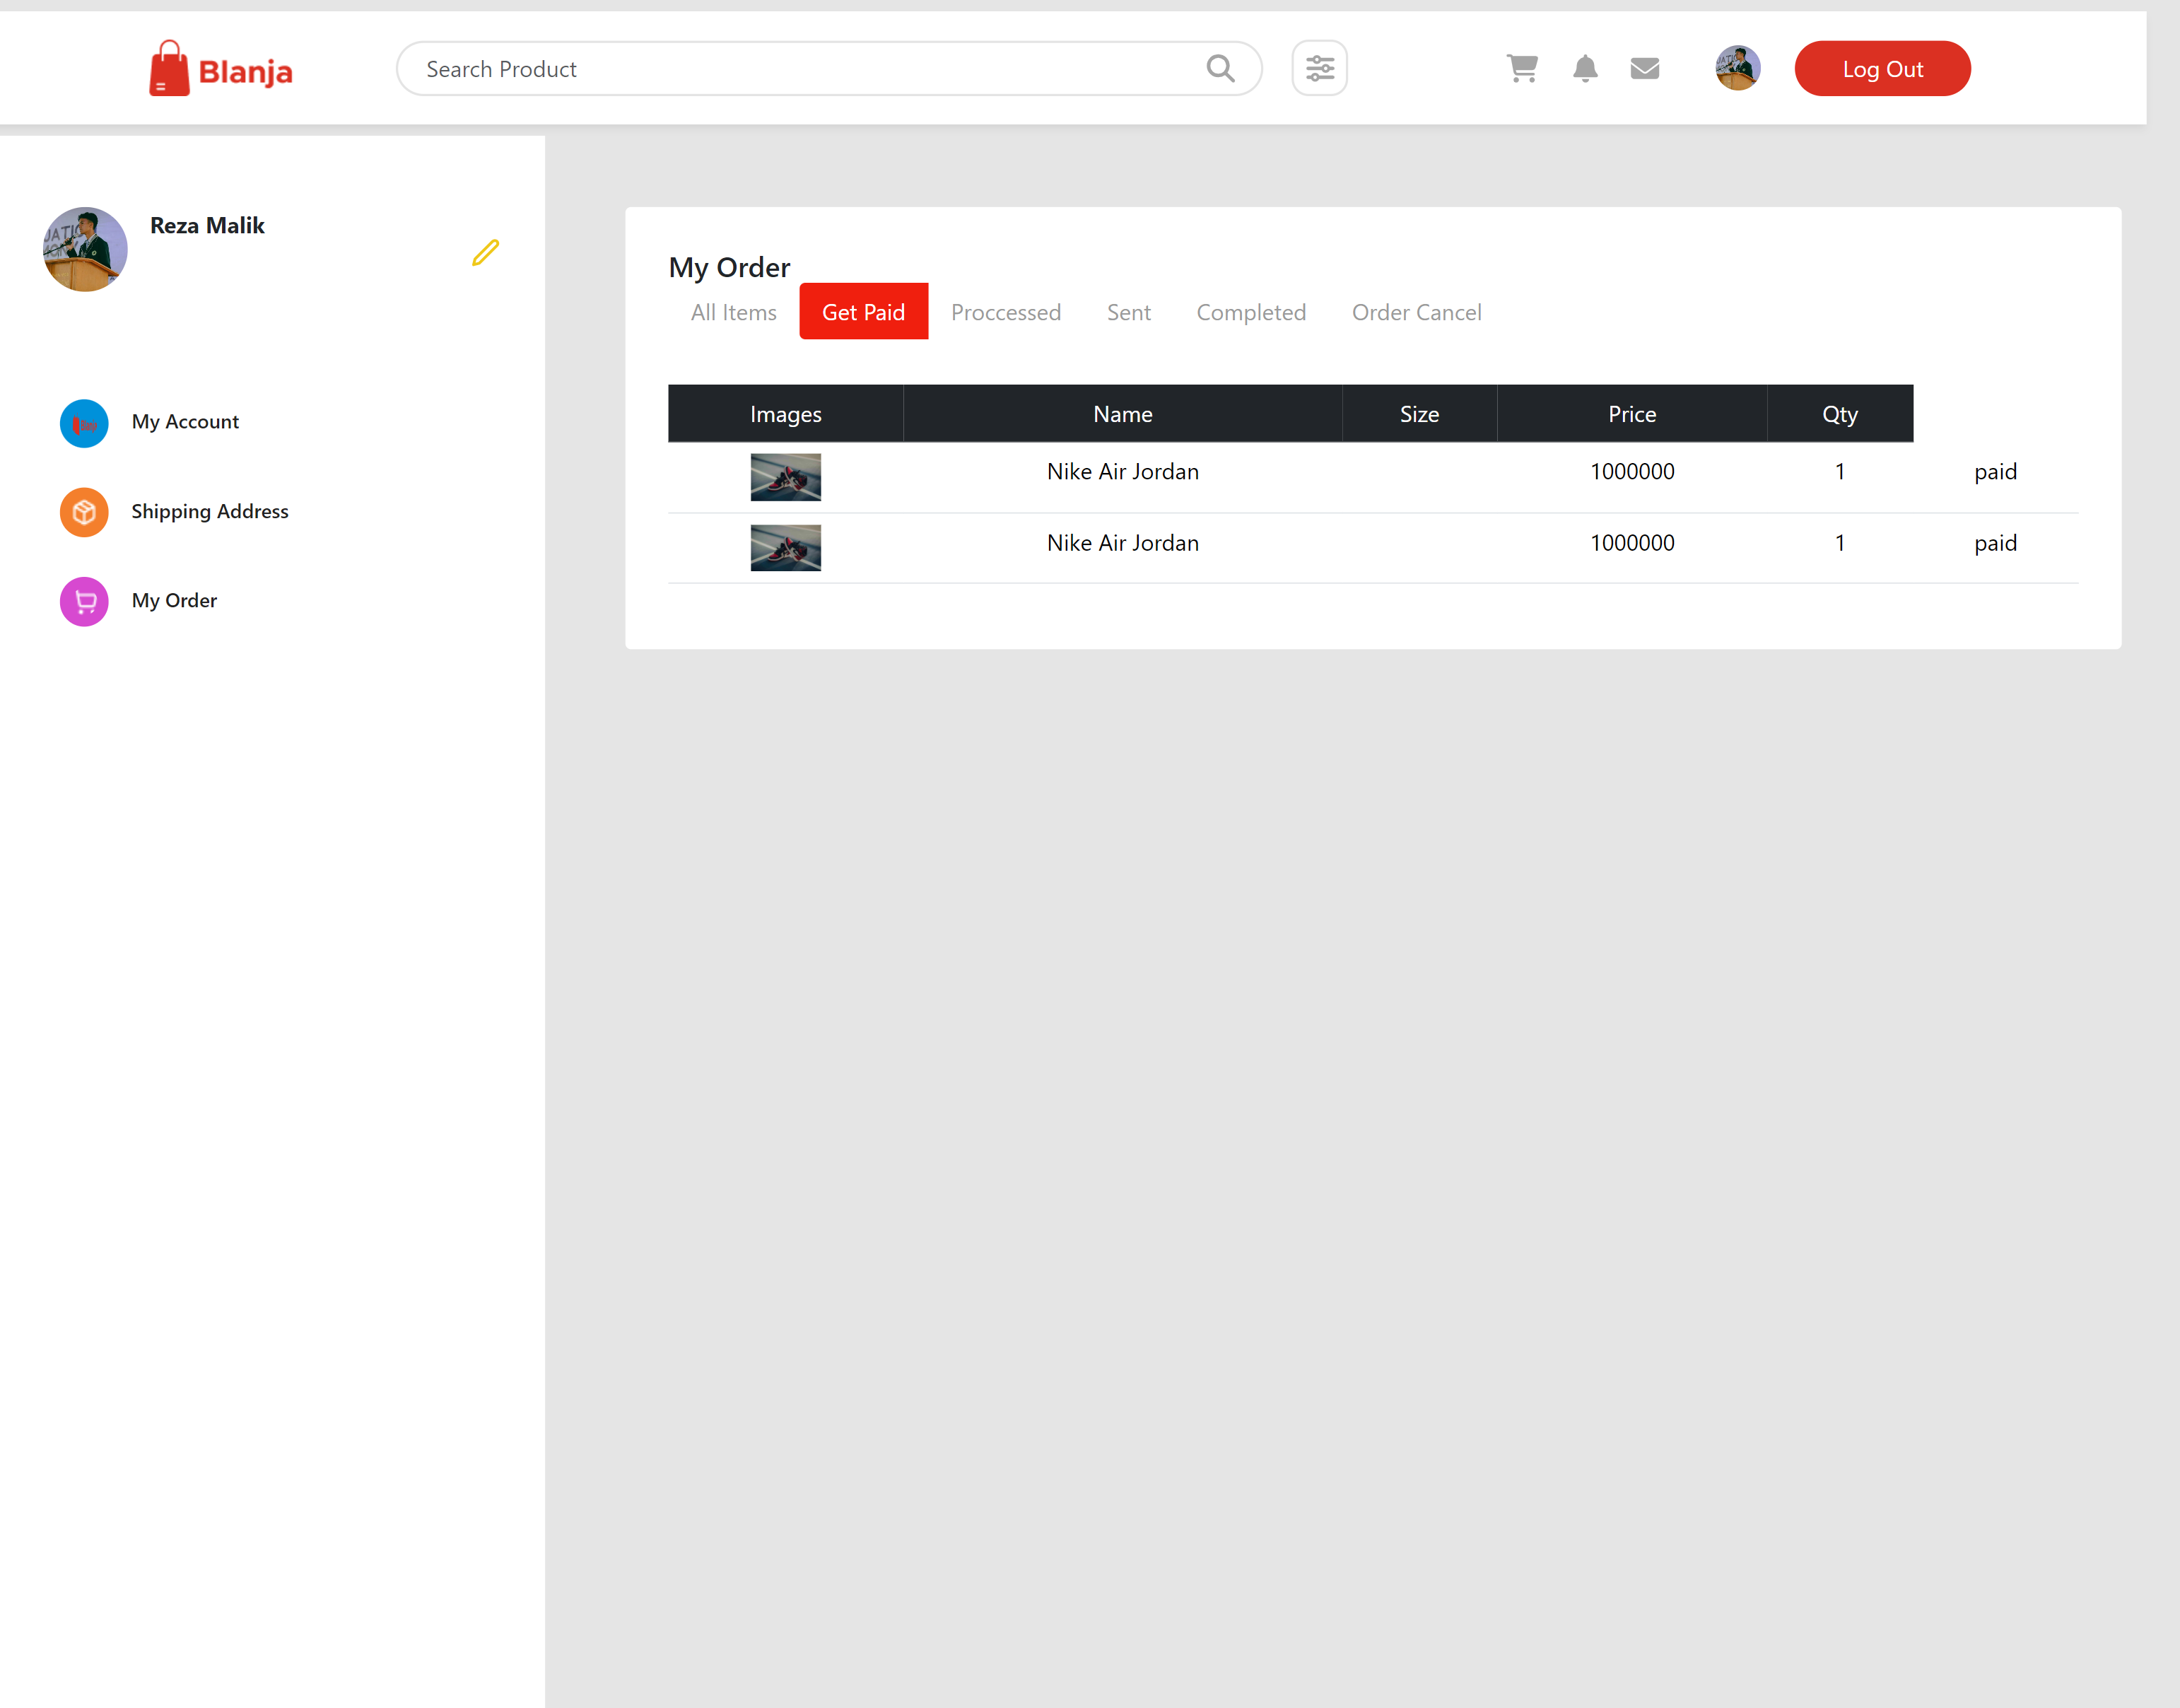 Blanja
Search Product
Log Out
Reza Malik
My Account
Shipping Address
My Order
My Order
All Items Get Paid Proccessed Sent Completed Order Cancel
Images Name Size Price Qty
Nike Air Jordan 1000000 1 paid
Nike Air Jordan 1000000 1 paid